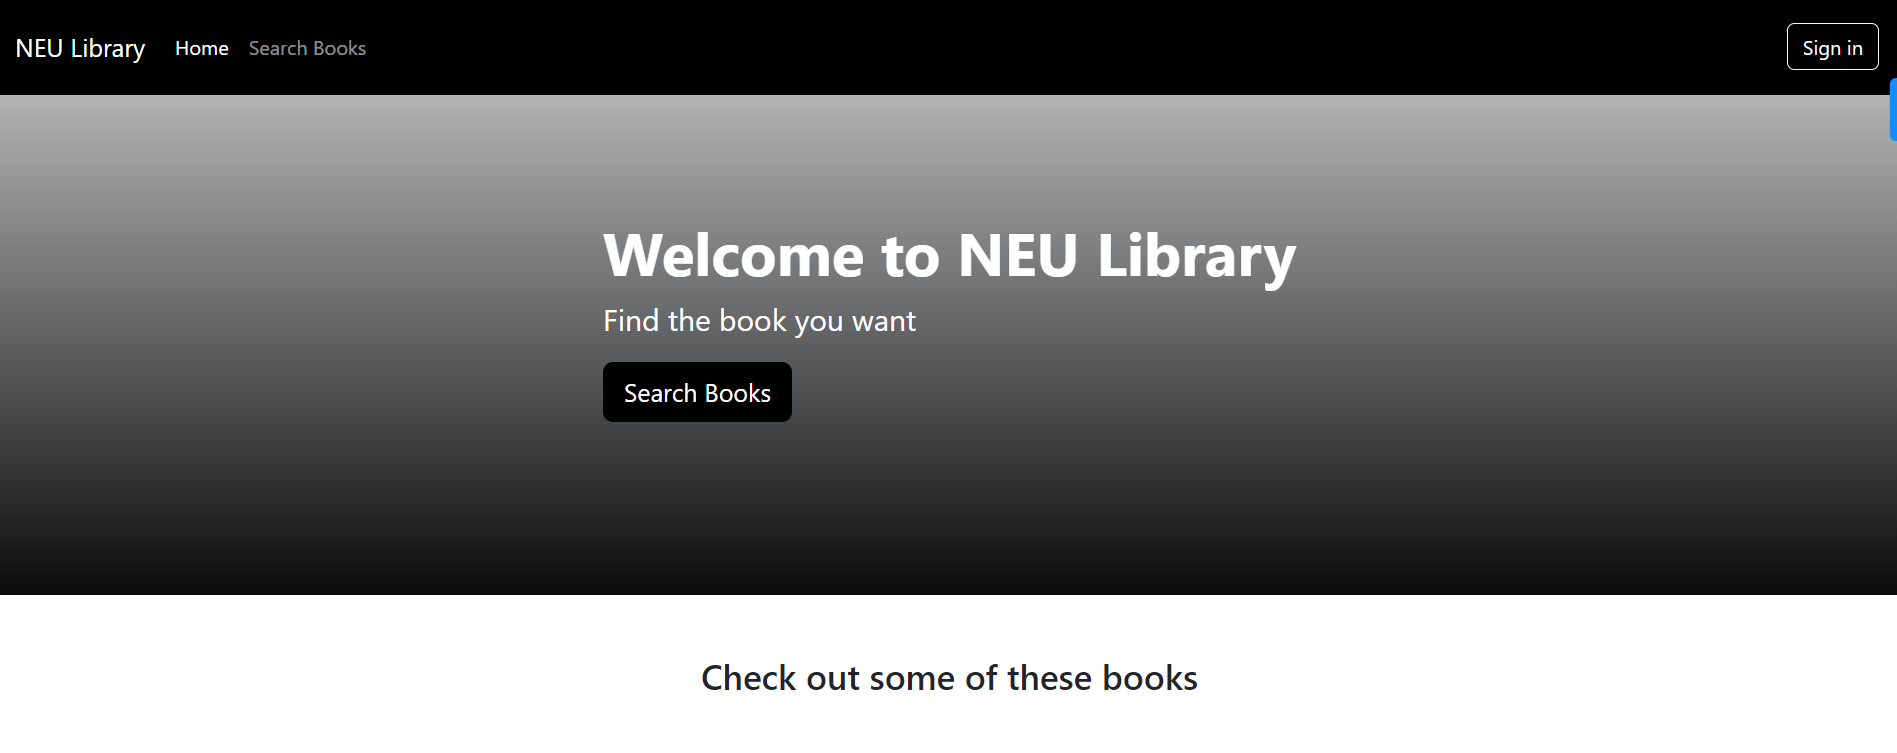 NEU Library Home Search Books Sign in
Welcome to NEU Library
Find the book you want
Search Books
Check out some of these books